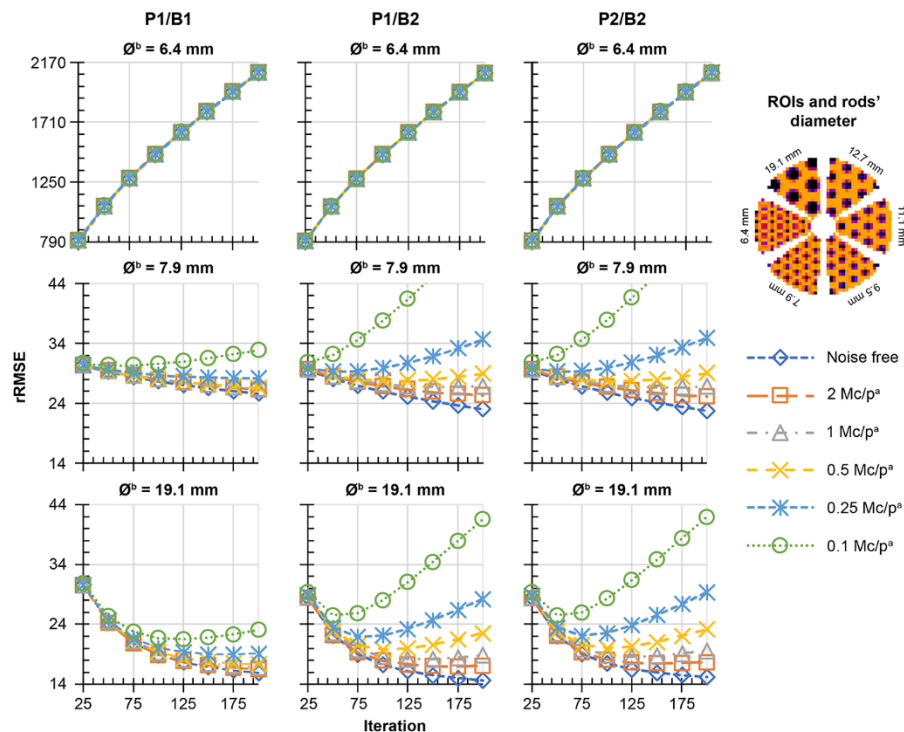 P1/B1 P1/B2 P2/B2
Øᵇ = 6.4 mm Øᵇ = 6.4 mm Øᵇ = 6.4 mm
2170
1710
1250
790
ROIs and rods'
diameter
19.1 mm
12.7 mm
6.4 mm
11.1 mm
7.9 mm
9.5 mm
Øᵇ = 7.9 mm Øᵇ = 7.9 mm Øᵇ = 7.9 mm
44
34
24
14
rRMSE
Noise free
2 Mc/pᵃ
1 Mc/pᵃ
0.5 Mc/pᵃ
0.25 Mc/pᵃ
0.1 Mc/pᵃ
Øᵇ = 19.1 mm Øᵇ = 19.1 mm Øᵇ = 19.1 mm
44
34
24
14
25 75 125 175 25 75 125 175 25 75 125 175
Iteration